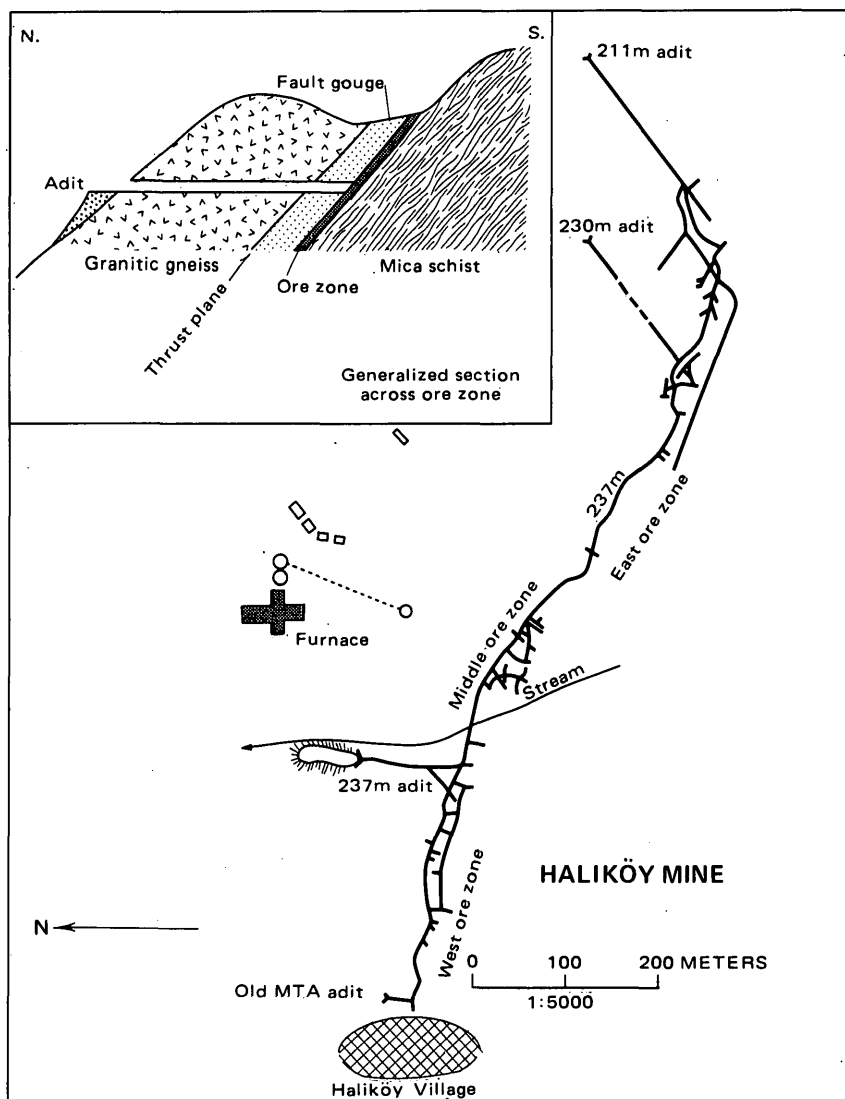 N.
S.
Fault gouge
Adit
Granitic gneiss
Mica schist
Ore zone
Thrust plane
Generalized section
across ore zone
211m adit
230m adit
237m
East ore zone
Middle ore zone
Furnace
Stream
237m adit
West ore zone
HALIKÖY MINE
N
0 100 200 METERS
1:5000
Old MTA adit
Haliköy Village